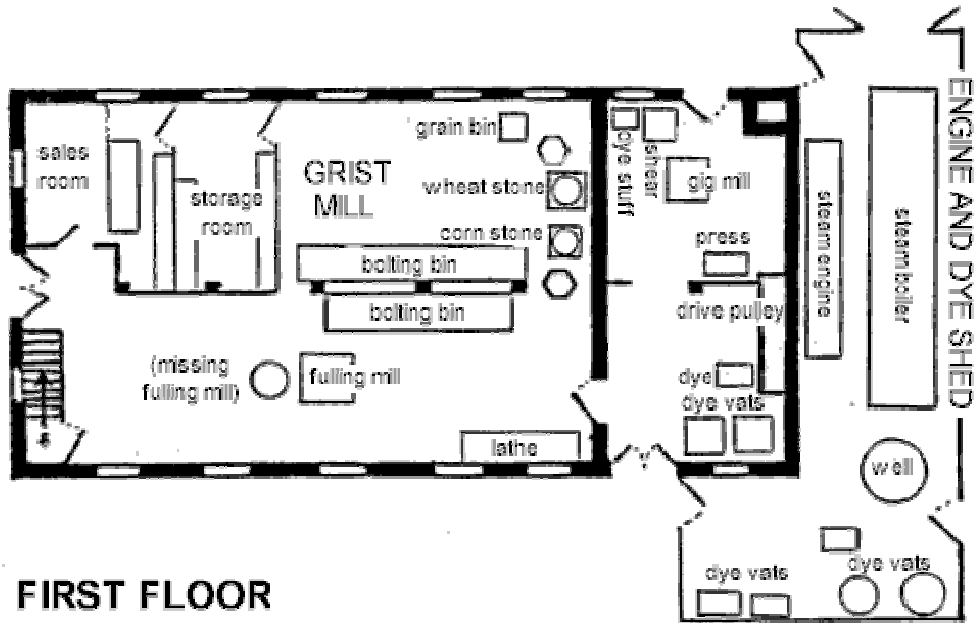 sales
room
storage
room
GRIST
MILL
grain bin
wheat stone
corn stone
bolting bin
bolting bin
(missing
fulling mill)
fulling mill
lathe
dye stuff
shear
gig mill
press
drive pulley
dye
dye vats
steam engine
steam boiler
ENGINE AND DYE SHED
well
dye vats
dye vats
FIRST FLOOR